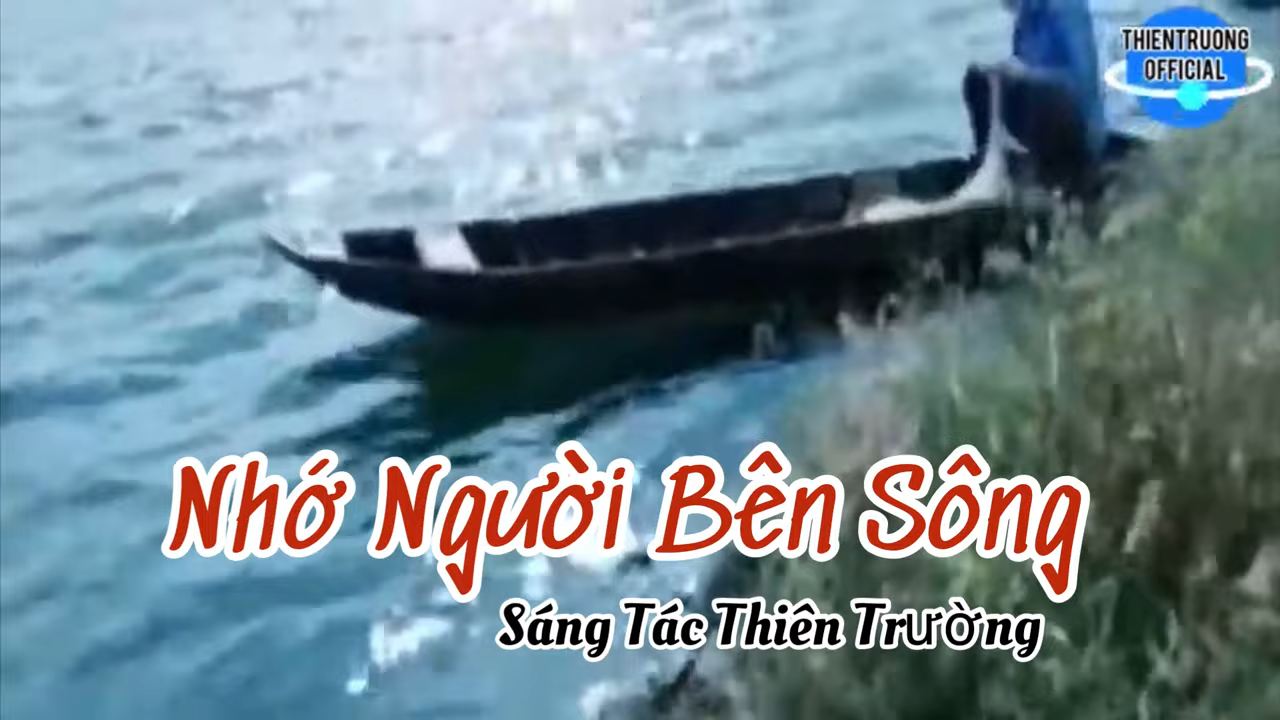 THIENTRUONG
OFFICIAL
Nhớ Người Bên Sông
Sáng Tác Thiên Trường